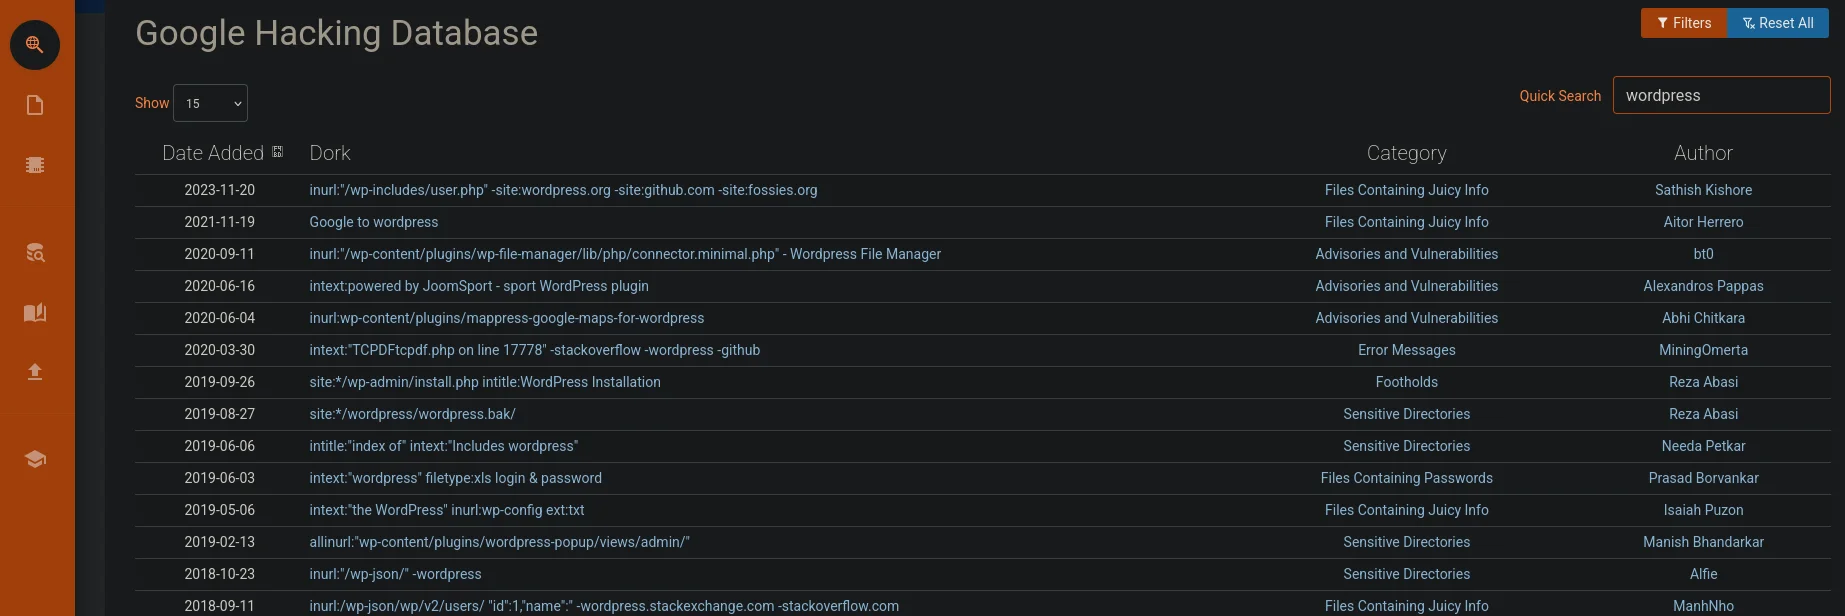 Google Hacking Database
Filters Reset All
Show 15
Quick Search wordpress
Date Added Dork Category Author
2023-11-20 inurl:"/wp-includes/user.php" -site:wordpress.org -site:github.com -site:fossies.org Files Containing Juicy Info Sathish Kishore
2021-11-19 Google to wordpress Files Containing Juicy Info Aitor Herrero
2020-09-11 inurl:"/wp-content/plugins/wp-file-manager/lib/php/connector.minimal.php" - Wordpress File Manager Advisories and Vulnerabilities bt0
2020-06-16 intext:powered by JoomSport - sport WordPress plugin Advisories and Vulnerabilities Alexandros Pappas
2020-06-04 inurl:wp-content/plugins/mappress-google-maps-for-wordpress Advisories and Vulnerabilities Abhi Chitkara
2020-03-30 intext:"TCPDFtcpdf.php on line 17778" -stackoverflow -wordpress -github Error Messages MiningOmerta
2019-09-26 site:*/wp-admin/install.php intitle:WordPress Installation Footholds Reza Abasi
2019-08-27 site:*/wordpress/wordpress.bak/ Sensitive Directories Reza Abasi
2019-06-06 intitle:"index of" intext:"Includes wordpress" Sensitive Directories Needa Petkar
2019-06-03 intext:"wordpress" filetype:xls login & password Files Containing Passwords Prasad Borvankar
2019-05-06 intext:"the WordPress" inurl:wp-config ext:txt Files Containing Juicy Info Isaiah Puzon
2019-02-13 allinurl:"wp-content/plugins/wordpress-popup/views/admin/" Sensitive Directories Manish Bhandarkar
2018-10-23 inurl:"/wp-json/" -wordpress Sensitive Directories Alfie
2018-09-11 inurl:/wp-json/wp/v2/users/ "id":1,"name":" -wordpress.stackexchange.com -stackoverflow.com Files Containing Juicy Info ManhNho